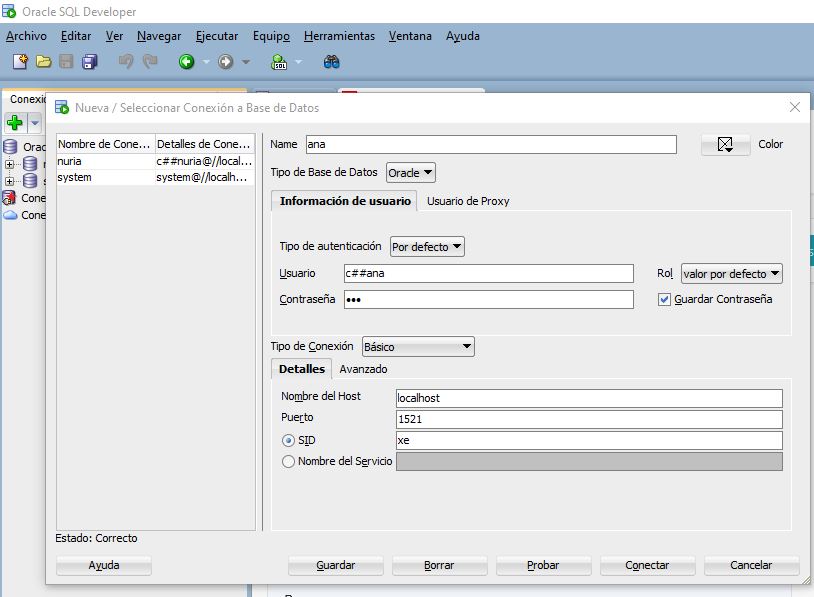 Oracle SQL Developer
Archivo Editar Ver Navegar Ejecutar Equipo Herramientas Ventana Ayuda
SQL
Nueva / Seleccionar Conexión a Base de Datos
Nombre de Cone... Detalles de Cone...
nuria c##nuria@//local...
system system@//localh...
Name ana Color
Tipo de Base de Datos Oracle
Información de usuario Usuario de Proxy
Tipo de autenticación Por defecto
Usuario c##ana Rol valor por defecto
Contraseña ••• Guardar Contraseña
Tipo de Conexión Básico
Detalles Avanzado
Nombre del Host localhost
Puerto 1521
SID xe
Nombre del Servicio
Estado: Correcto
Ayuda Guardar Borrar Probar Conectar Cancelar